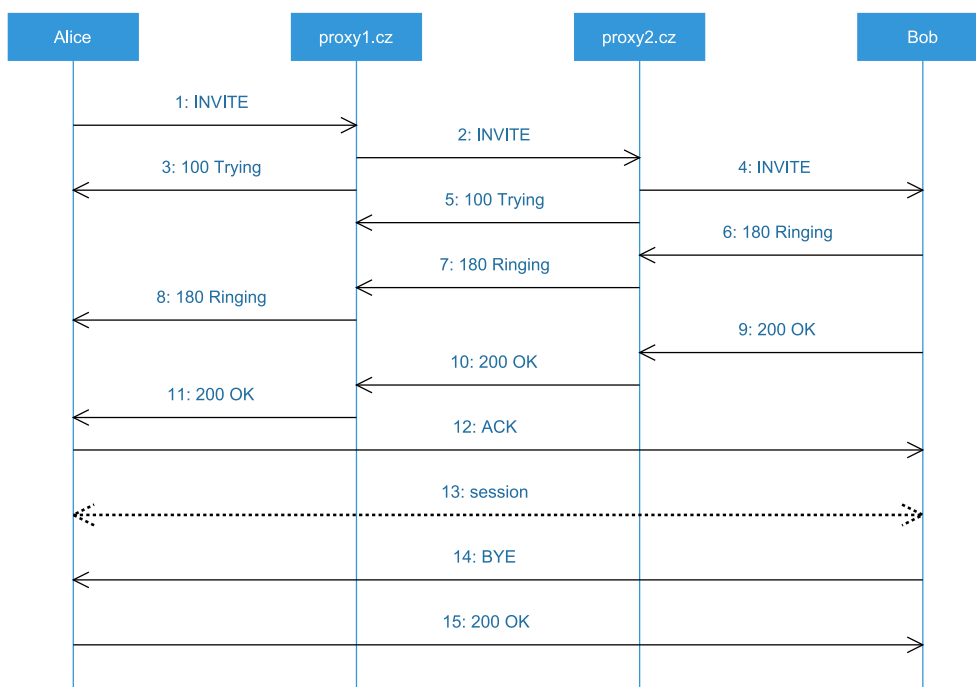 Alice
proxy1.cz
proxy2.cz
Bob
1: INVITE
2: INVITE
3: 100 Trying
4: INVITE
5: 100 Trying
6: 180 Ringing
7: 180 Ringing
8: 180 Ringing
9: 200 OK
10: 200 OK
11: 200 OK
12: ACK
13: session
14: BYE
15: 200 OK